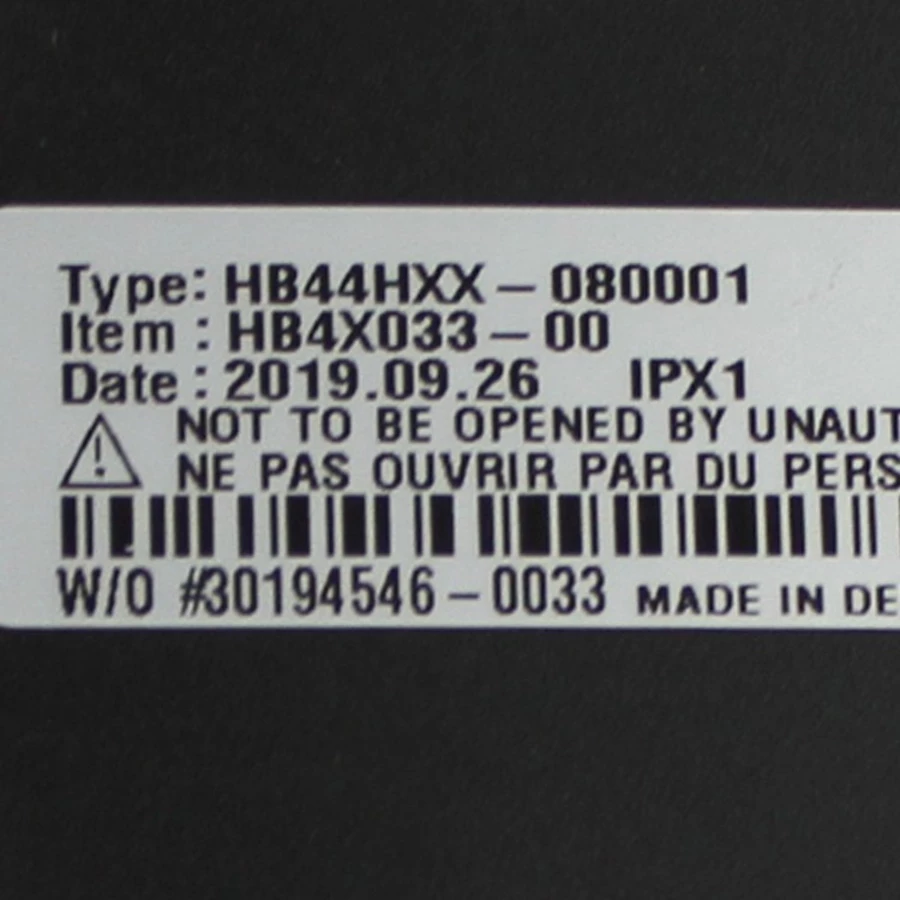 Type: HB44HXX-080001
Item : HB4X033-00
Date : 2019.09.26 IPX1
NOT TO BE OPENED BY UNAUT
NE PAS OUVRIR PAR DU PERS
W/O #30194546-0033 MADE IN DE